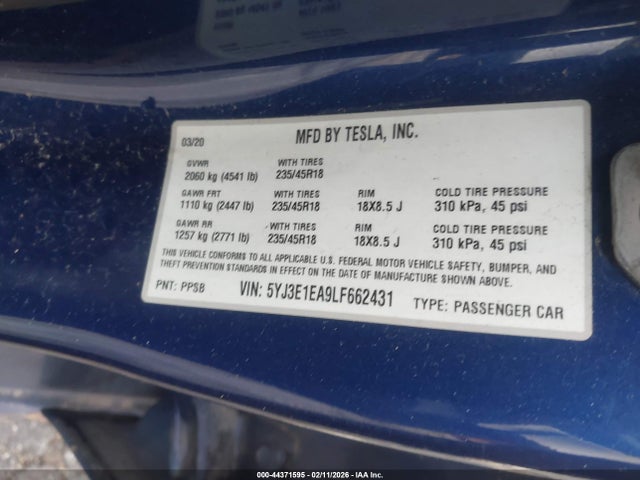 03/20 MFD BY TESLA, INC.
GVWR WITH TIRES
2060 kg (4541 lb) 235/45R18
GAWR FRT WITH TIRES RIM COLD TIRE PRESSURE
1110 kg (2447 lb) 235/45R18 18X8.5 J 310 kPa, 45 psi
GAWR RR WITH TIRES RIM COLD TIRE PRESSURE
1257 kg (2771 lb) 235/45R18 18X8.5 J 310 kPa, 45 psi
THIS VEHICLE CONFORMS TO ALL APPLICABLE U.S. FEDERAL MOTOR VEHICLE SAFETY, BUMPER, AND
THEFT PREVENTION STANDARDS IN EFFECT ON THE DATE OF MANUFACTURE SHOWN ABOVE.
PNT: PPSB VIN: 5YJ3E1EA9LF662431 TYPE: PASSENGER CAR
000-44371595 - 02/11/2026 - IAA Inc.